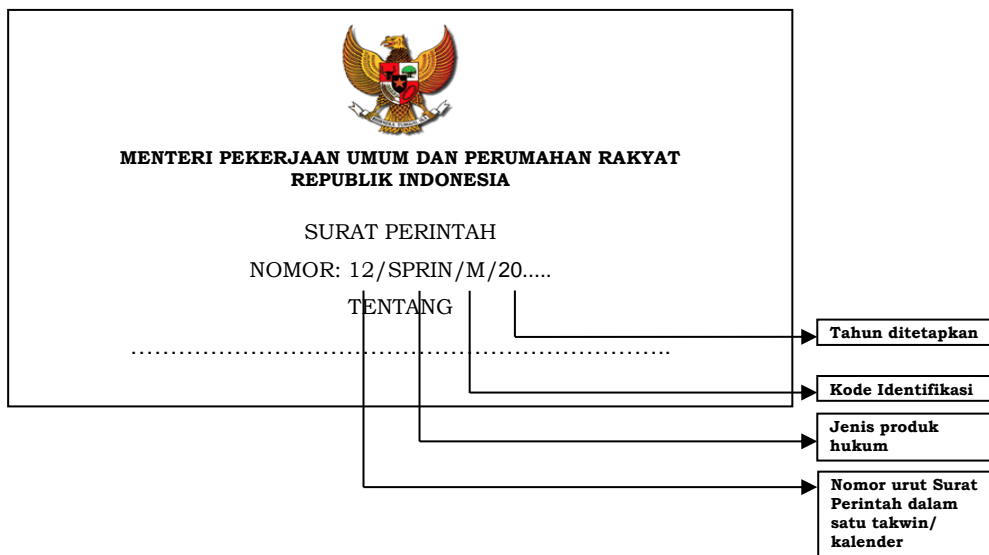 MENTERI PEKERJAAN UMUM DAN PERUMAHAN RAKYAT
REPUBLIK INDONESIA
SURAT PERINTAH
NOMOR: 12/SPRIN/M/20.....
TENTANG
………………………………………………………………….
Tahun ditetapkan
Kode Identifikasi
Jenis produk
hukum
Nomor urut Surat
Perintah dalam
satu takwin/
kalender